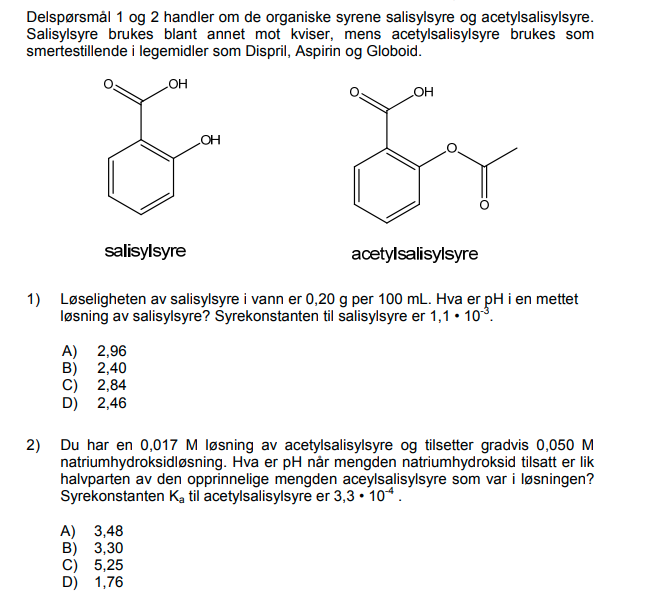 Delspørsmål 1 og 2 handler om de organiske syrene salisylsyre og acetylsalisylsyre.
Salisylsyre brukes blant annet mot kviser, mens acetylsalisylsyre brukes som
smertestillende i legemidler som Dispril, Aspirin og Globoid.
O OH
OH
salisylsyre
O OH
O
O
acetylsalisylsyre
1) Løseligheten av salisylsyre i vann er 0,20 g per 100 mL. Hva er pH i en mettet
løsning av salisylsyre? Syrekonstanten til salisylsyre er 1,1 • 10⁻³.
A) 2,96
B) 2,40
C) 2,84
D) 2,46
2) Du har en 0,017 M løsning av acetylsalisylsyre og tilsetter gradvis 0,050 M
natriumhydroksidløsning. Hva er pH når mengden natriumhydroksid tilsatt er lik
halvparten av den opprinnelige mengden aceylsalisylsyre som var i løsningen?
Syrekonstanten Kₐ til acetylsalisylsyre er 3,3 • 10⁻⁴ .
A) 3,48
B) 3,30
C) 5,25
D) 1,76